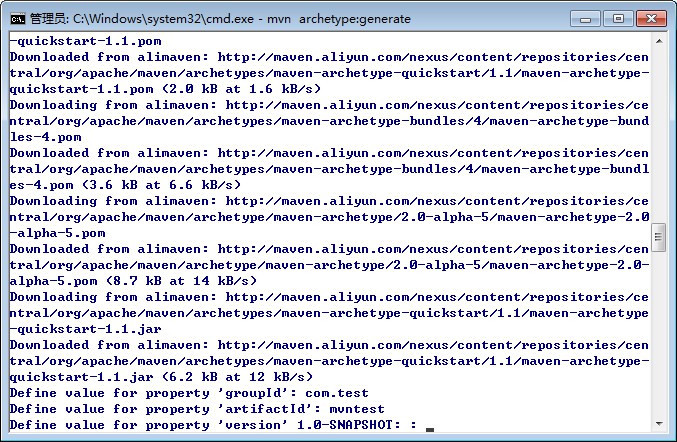 管理员: C:\Windows\system32\cmd.exe - mvn  archetype:generate
-quickstart-1.1.pom
Downloaded from alimaven: http://maven.aliyun.com/nexus/content/repositories/cen
tral/org/apache/maven/archetypes/maven-archetype-quickstart/1.1/maven-archetype-
quickstart-1.1.pom (2.0 kB at 1.6 kB/s)
Downloading from alimaven: http://maven.aliyun.com/nexus/content/repositories/ce
ntral/org/apache/maven/archetypes/maven-archetype-bundles/4/maven-archetype-bund
les-4.pom
Downloaded from alimaven: http://maven.aliyun.com/nexus/content/repositories/cen
tral/org/apache/maven/archetypes/maven-archetype-bundles/4/maven-archetype-bundl
es-4.pom (3.6 kB at 6.6 kB/s)
Downloading from alimaven: http://maven.aliyun.com/nexus/content/repositories/ce
ntral/org/apache/maven/archetype/maven-archetype/2.0-alpha-5/maven-archetype-2.0
-alpha-5.pom
Downloaded from alimaven: http://maven.aliyun.com/nexus/content/repositories/cen
tral/org/apache/maven/archetype/maven-archetype/2.0-alpha-5/maven-archetype-2.0-
alpha-5.pom (8.7 kB at 14 kB/s)
Downloading from alimaven: http://maven.aliyun.com/nexus/content/repositories/ce
ntral/org/apache/maven/archetypes/maven-archetype-quickstart/1.1/maven-archetype
-quickstart-1.1.jar
Downloaded from alimaven: http://maven.aliyun.com/nexus/content/repositories/cen
tral/org/apache/maven/archetypes/maven-archetype-quickstart/1.1/maven-archetype-
quickstart-1.1.jar (6.2 kB at 12 kB/s)
Define value for property 'groupId': com.test
Define value for property 'artifactId': mvntest
Define value for property 'version' 1.0-SNAPSHOT: :